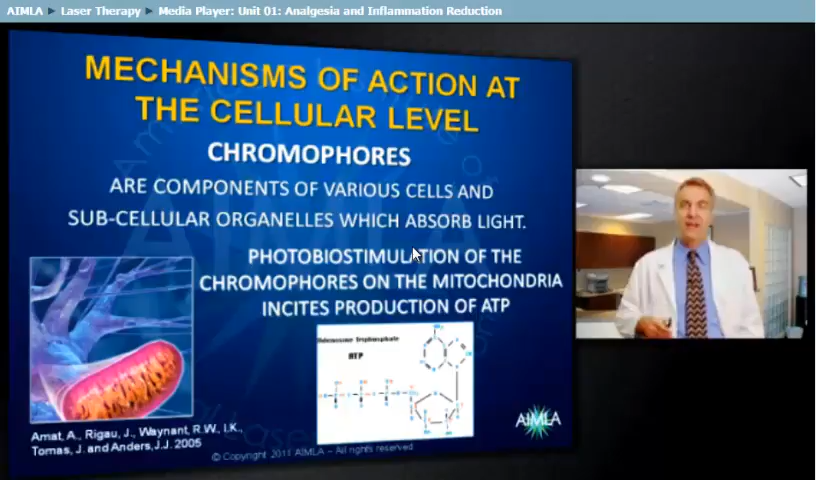 AIMLA ► Laser Therapy ► Media Player: Unit 01: Analgesia and Inflammation Reduction
MECHANISMS OF ACTION AT
THE CELLULAR LEVEL
CHROMOPHORES
ARE COMPONENTS OF VARIOUS CELLS AND
SUB-CELLULAR ORGANELLES WHICH ABSORB LIGHT.
PHOTOBIOSTIMULATION OF THE
CHROMOPHORES ON THE MITOCHONDRIA
INCITES PRODUCTION OF ATP
ATP
Amat, A., Rigau, J., Waynant, R.W., I.K.,
Tomas, J. and Anders, J.J. 2005
AIMLA
© Copyright 2011 AIMLA – All rights reserved